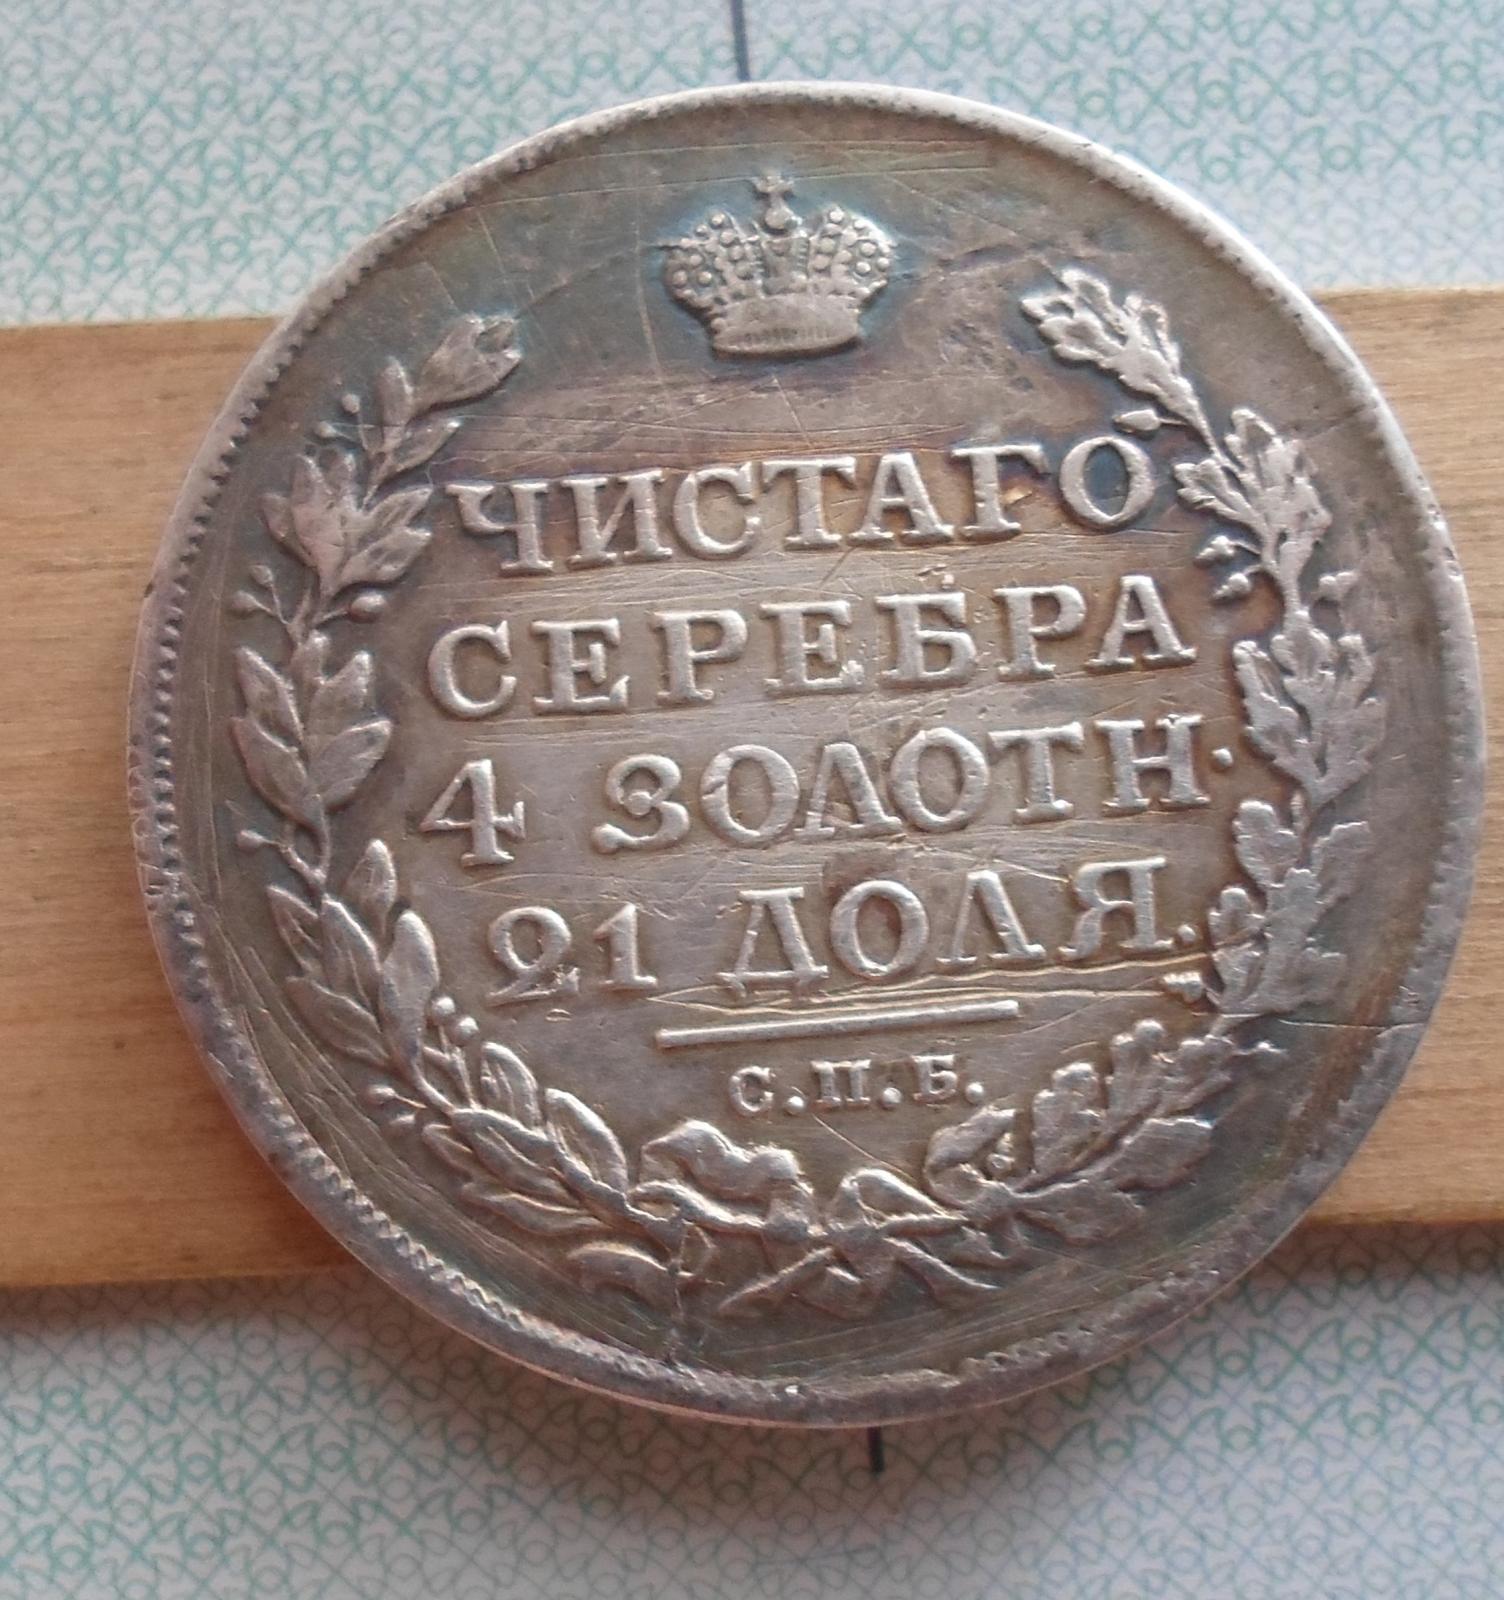 ЧИСТАГО
СЕРЕБРА
4 ЗОЛОТН.
21 ДОЛЯ.
С.П.Б.